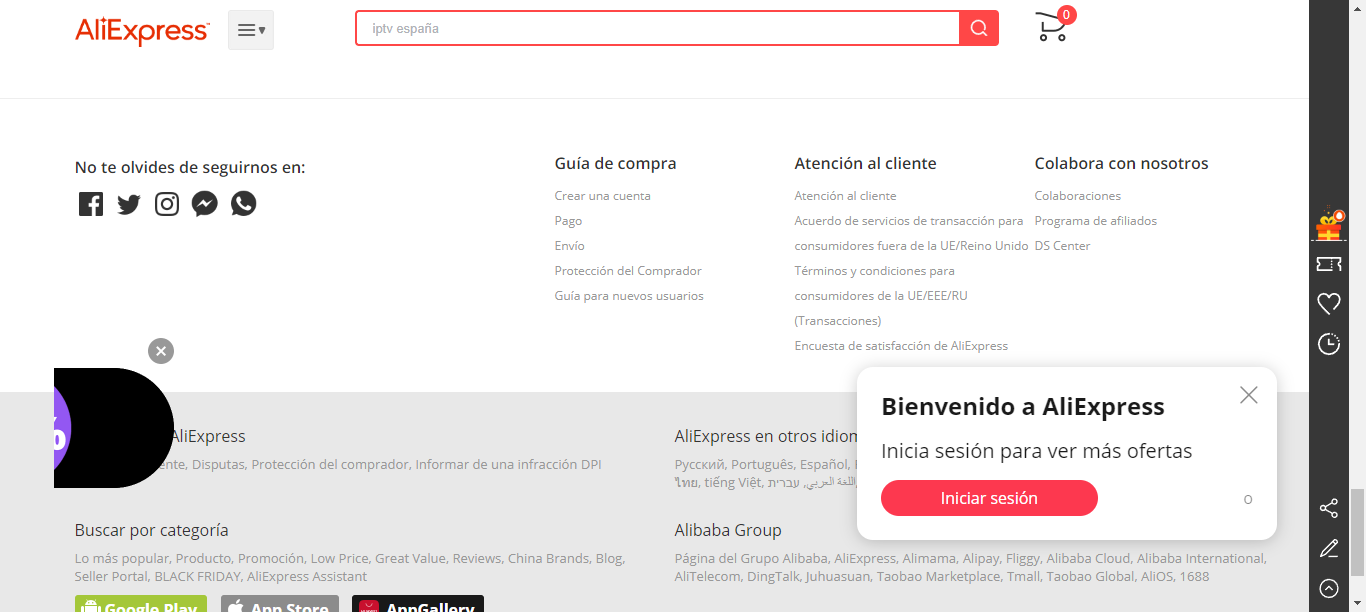 AliExpress
iptv españa
0
No te olvides de seguirnos en:
Guía de compra
Crear una cuenta
Pago
Envío
Protección del Comprador
Guía para nuevos usuarios
Atención al cliente
Atención al cliente
Acuerdo de servicios de transacción para
consumidores fuera de la UE/Reino Unido
Términos y condiciones para
consumidores de la UE/EEE/RU
(Transacciones)
Encuesta de satisfacción de AliExpress
Colabora con nosotros
Colaboraciones
Programa de afiliados
DS Center
Bienvenido a AliExpress
Inicia sesión para ver más ofertas
Iniciar sesión
O
AliExpress
Disputas, Protección del comprador, Informar de una infracción DPI
AliExpress en otros
Русский, Português, Español,
ไทย, tiếng Việt, עברית, اللغة العربي
Buscar por categoría
Lo más popular, Producto, Promoción, Low Price, Great Value, Reviews, China Brands, Blog,
Seller Portal, BLACK FRIDAY, AliExpress Assistant
Alibaba Group
Página del Grupo Alibaba, AliExpress, Alimama, Alipay, Fliggy, Alibaba Cloud, Alibaba International,
AliTelecom, DingTalk, Juhuasuan, Taobao Marketplace, Tmall, Taobao Global, AliOS, 1688
Google Play
App Store
AppGallery